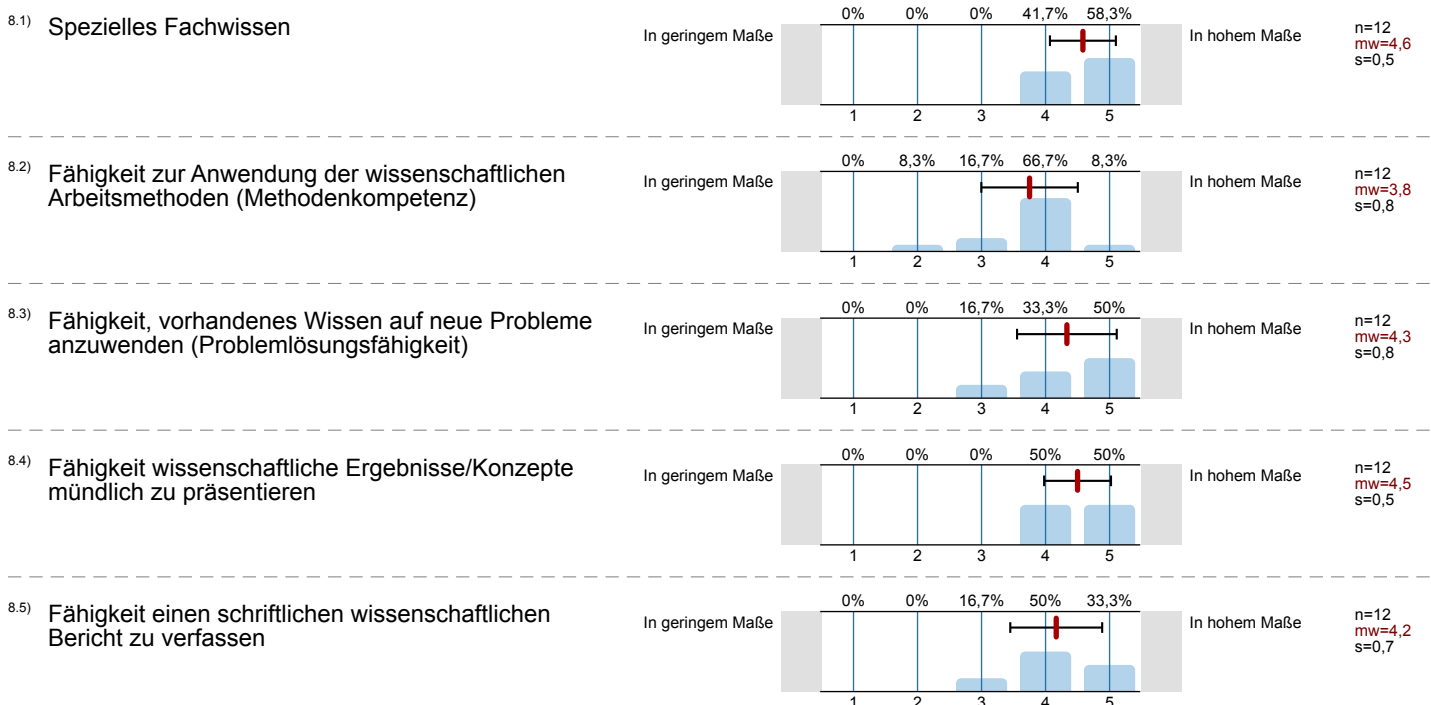 0% 0% 0% 41,7% 58,3%
8.1) Spezielles Fachwissen
In geringem Maße
In hohem Maße
n=12
mw=4,6
s=0,5
1 2 3 4 5
0% 8,3% 16,7% 66,7% 8,3%
8.2) Fähigkeit zur Anwendung der wissenschaftlichen
Arbeitsmethoden (Methodenkompetenz)
In geringem Maße
In hohem Maße
n=12
mw=3,8
s=0,8
1 2 3 4 5
0% 0% 16,7% 33,3% 50%
8.3) Fähigkeit, vorhandenes Wissen auf neue Probleme
anzuwenden (Problemlösungsfähigkeit)
In geringem Maße
In hohem Maße
n=12
mw=4,3
s=0,8
1 2 3 4 5
0% 0% 0% 50% 50%
8.4) Fähigkeit wissenschaftliche Ergebnisse/Konzepte
mündlich zu präsentieren
In geringem Maße
In hohem Maße
n=12
mw=4,5
s=0,5
1 2 3 4 5
0% 0% 16,7% 50% 33,3%
8.5) Fähigkeit einen schriftlichen wissenschaftlichen
Bericht zu verfassen
In geringem Maße
In hohem Maße
n=12
mw=4,2
s=0,7
1 2 3 4 5